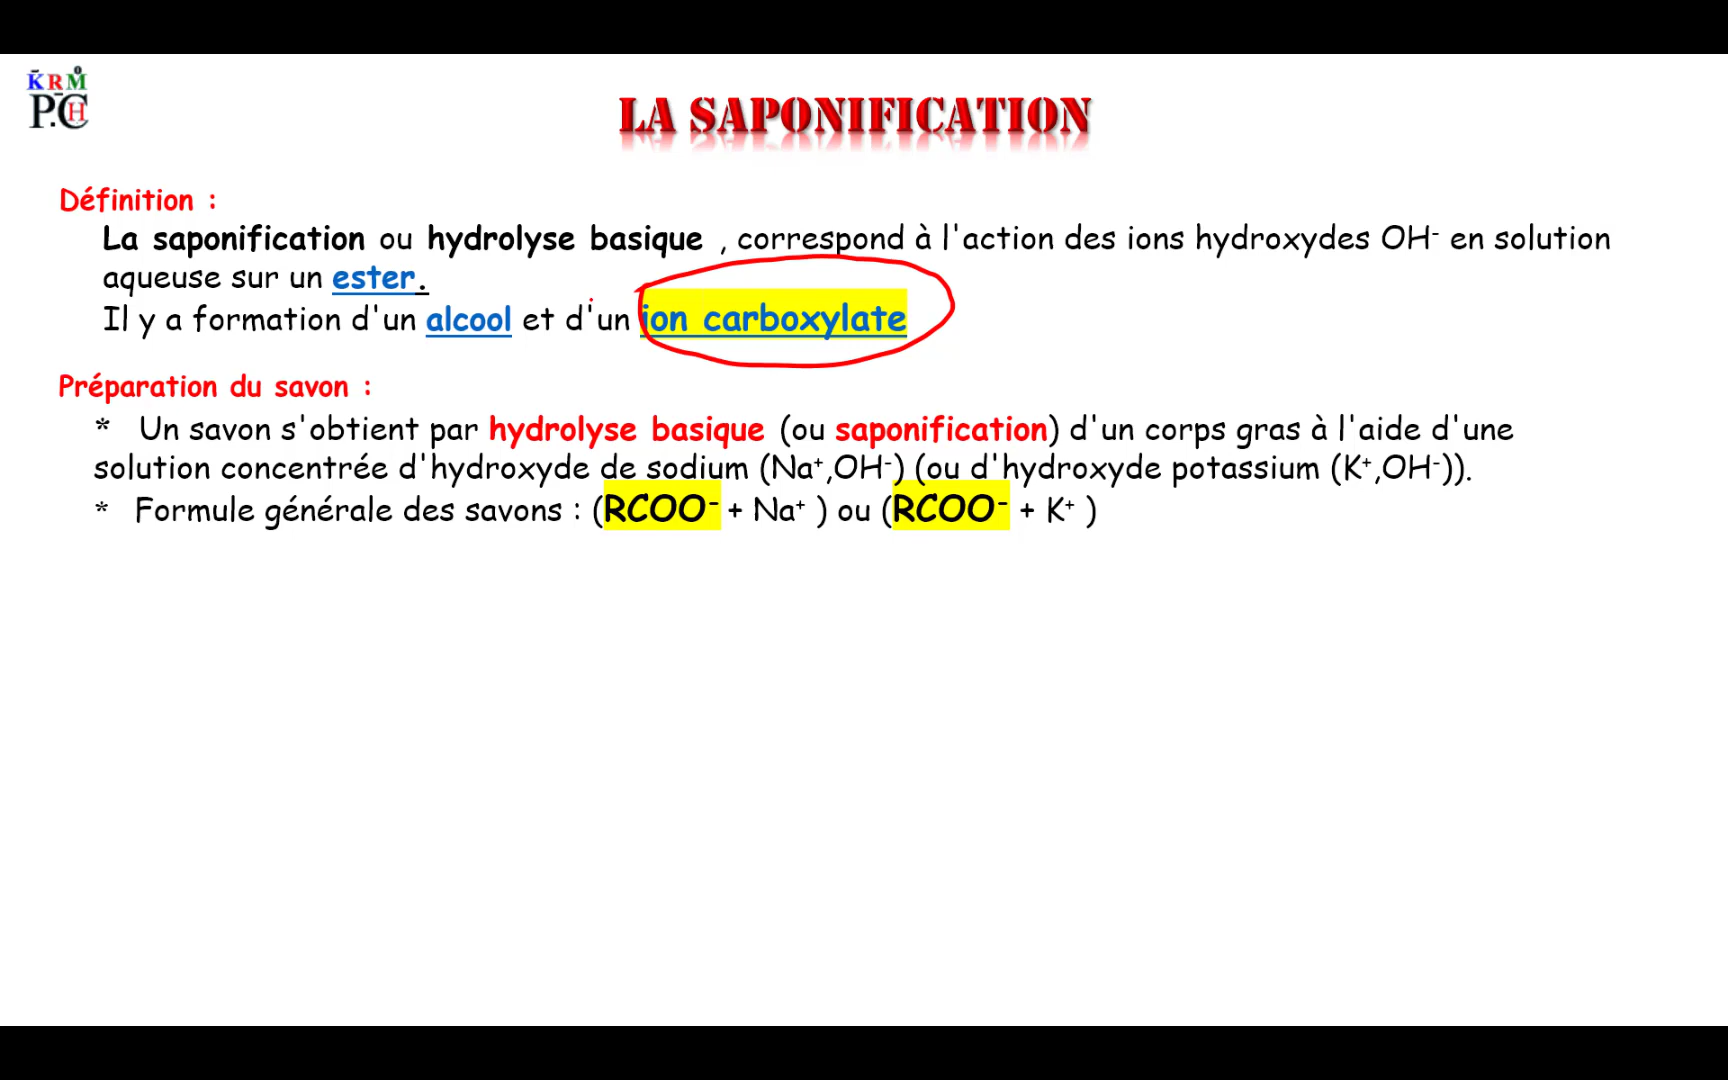 KRM
P.CH
LA SAPONIFICATION
Définition :
La saponification ou hydrolyse basique , correspond à l'action des ions hydroxydes OH⁻ en solution
aqueuse sur un ester.
Il y a formation d'un alcool et d'un ion carboxylate
Préparation du savon :
* Un savon s'obtient par hydrolyse basique (ou saponification) d'un corps gras à l'aide d'une
solution concentrée d'hydroxyde de sodium (Na⁺,OH⁻) (ou d'hydroxyde potassium (K⁺,OH⁻)).
* Formule générale des savons : (RCOO⁻ + Na⁺ ) ou (RCOO⁻ + K⁺ )